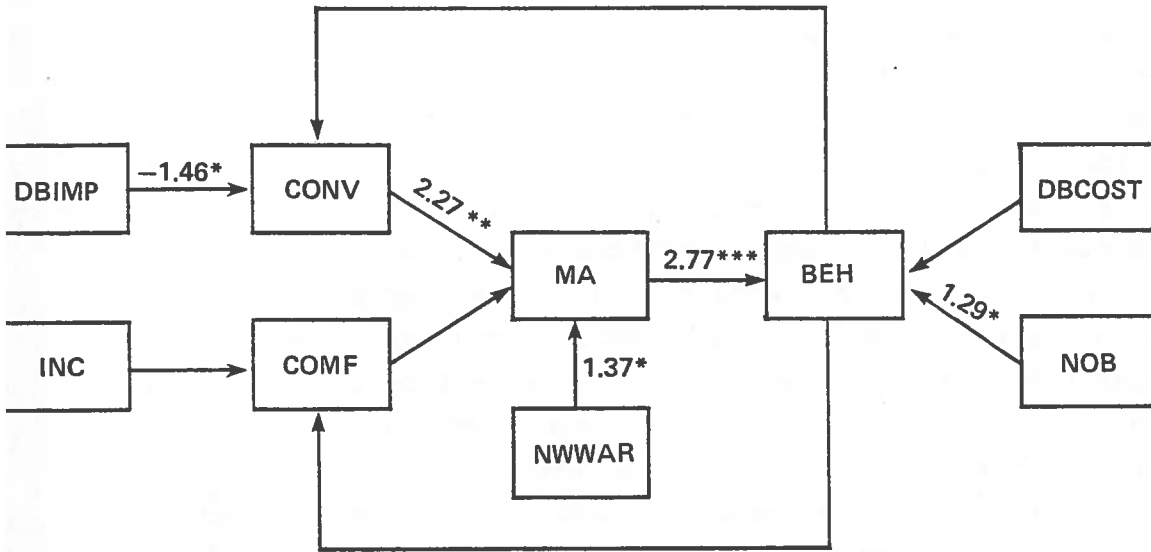 DBIMP
−1.46*
CONV
2.27 **
MA
2.77***
BEH
DBCOST
INC
COMF
1.37*
NWWAR
1.29*
NOB